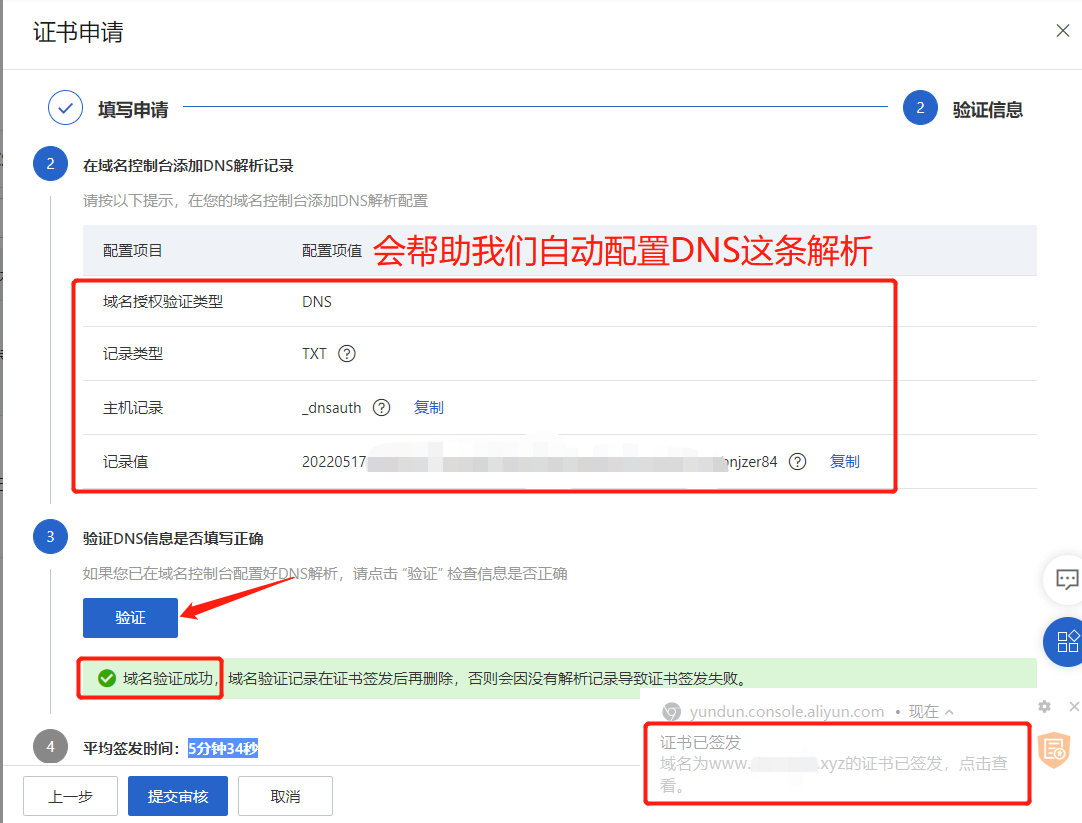 证书申请
填写申请
2 验证信息
2 在域名控制台添加DNS解析记录
请按以下提示，在您的域名控制台添加DNS解析配置
配置项目 配置项值 会帮助我们自动配置DNS这条解析
域名授权验证类型 DNS
记录类型 TXT ?
主机记录 _dnsauth ? 复制
记录值 20220517 njzer84 ? 复制
3 验证DNS信息是否填写正确
如果您已在域名控制台配置好DNS解析，请点击 “验证” 检查信息是否正确
验证
域名验证成功，域名验证记录在证书签发后再删除，否则会因没有解析记录导致证书签发失败。
yundun.console.aliyun.com • 现在
证书已签发
域名为www. .xyz的证书已签发，点击查
看。
4 平均签发时间：5分钟34秒
上一步 提交审核 取消